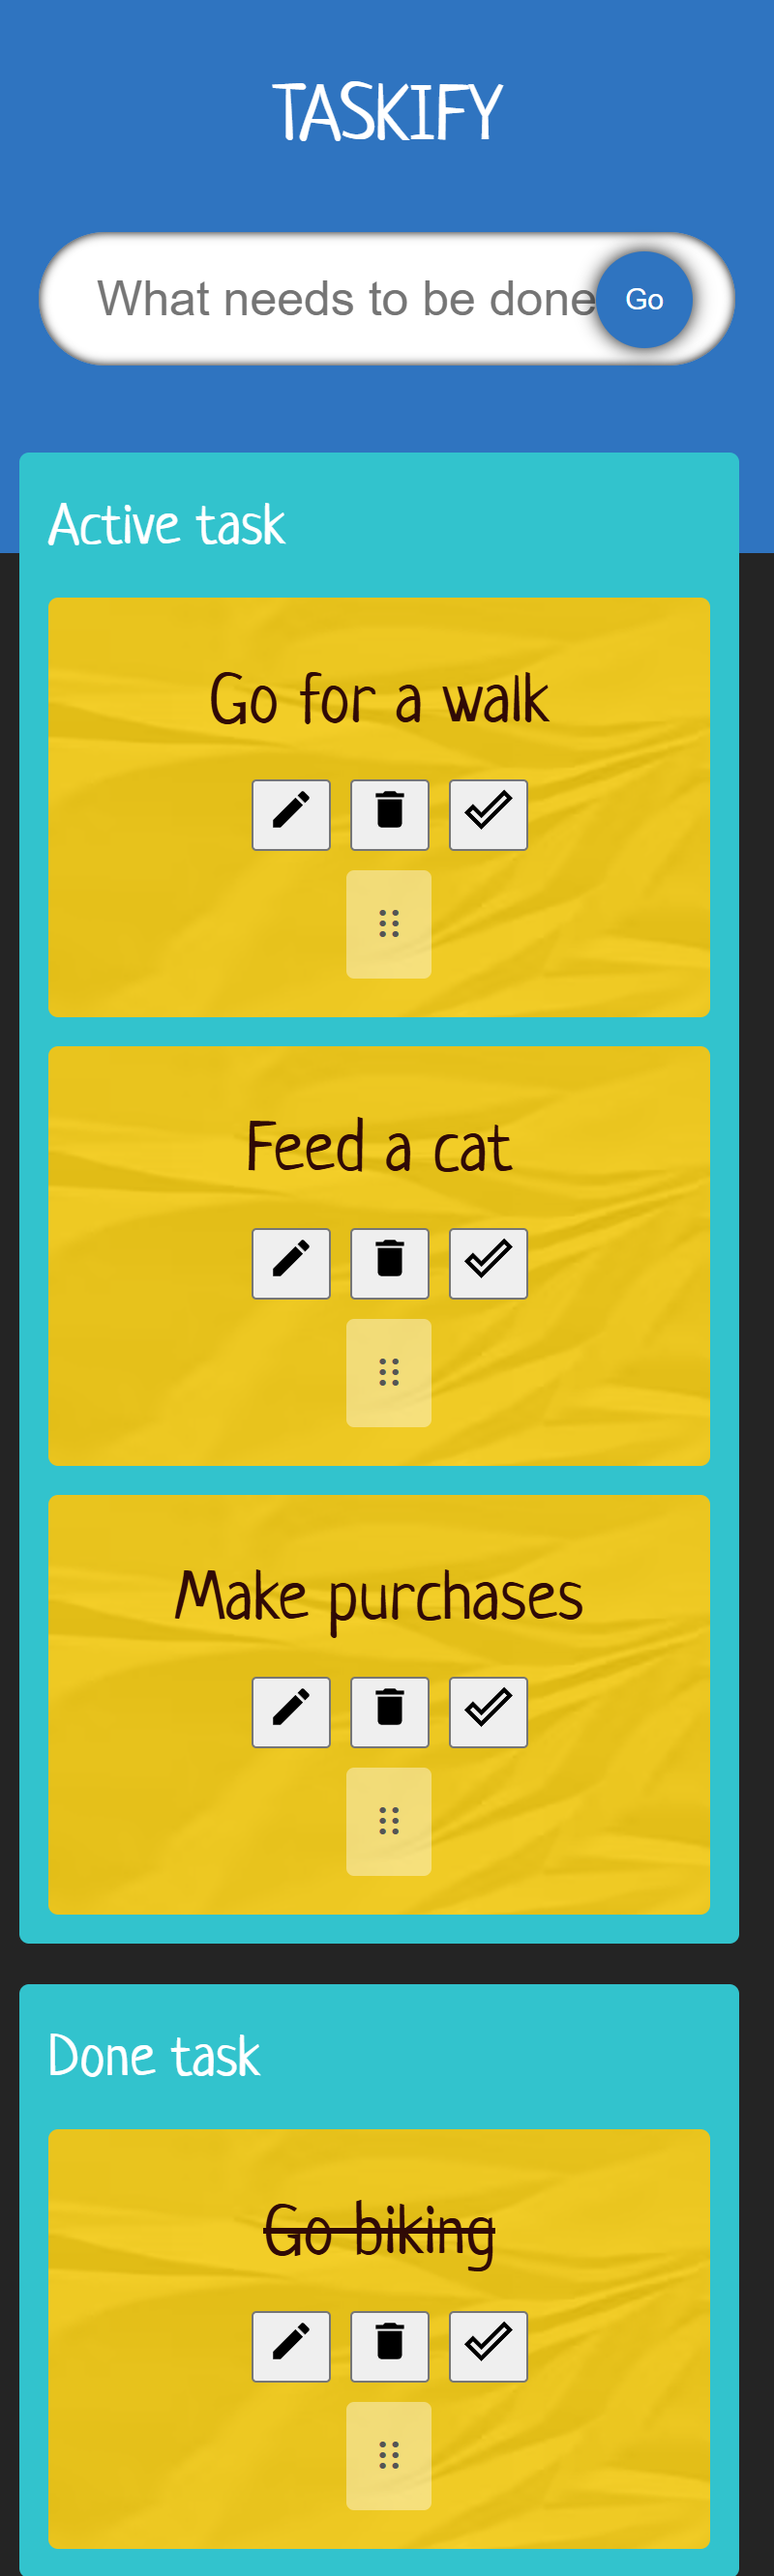 TASKIFY
What needs to be done
Go
Active task
Go for a walk
Feed a cat
Make purchases
Done task
Go biking